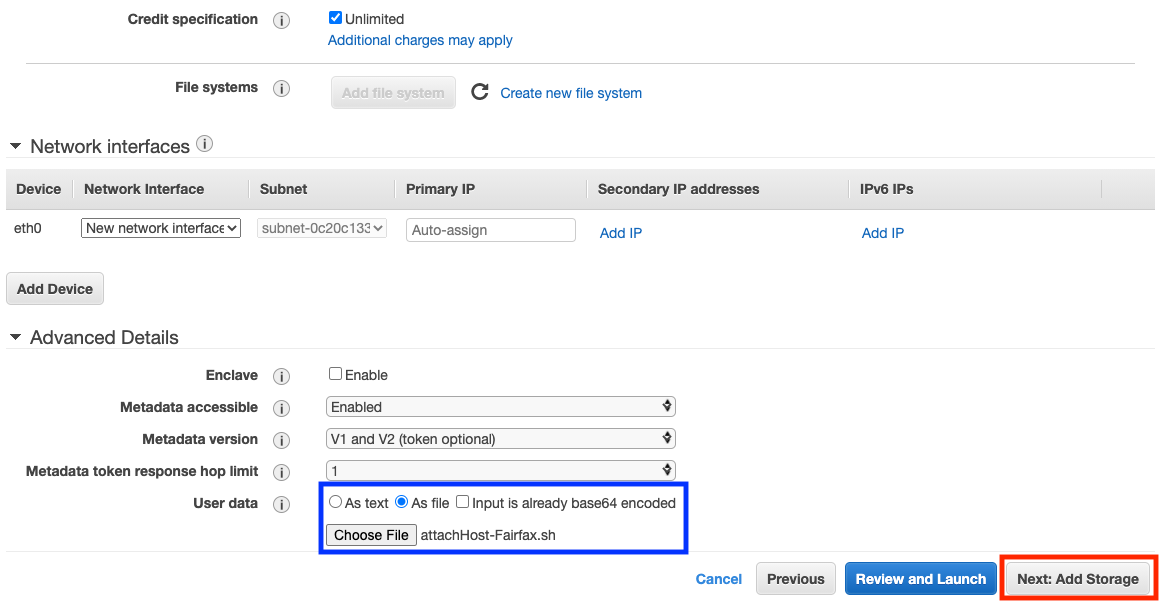 Credit specification i Unlimited
Additional charges may apply
File systems i Add file system Create new file system
Network interfaces i
Device Network Interface Subnet Primary IP Secondary IP addresses IPv6 IPs
eth0 New network interface subnet-0c20c133 Auto-assign Add IP Add IP
Add Device
Advanced Details
Enclave i Enable
Metadata accessible i Enabled
Metadata version i V1 and V2 (token optional)
Metadata token response hop limit i 1
User data i As text As file Input is already base64 encoded
Choose File attachHost-Fairfax.sh
Cancel Previous Review and Launch Next: Add Storage